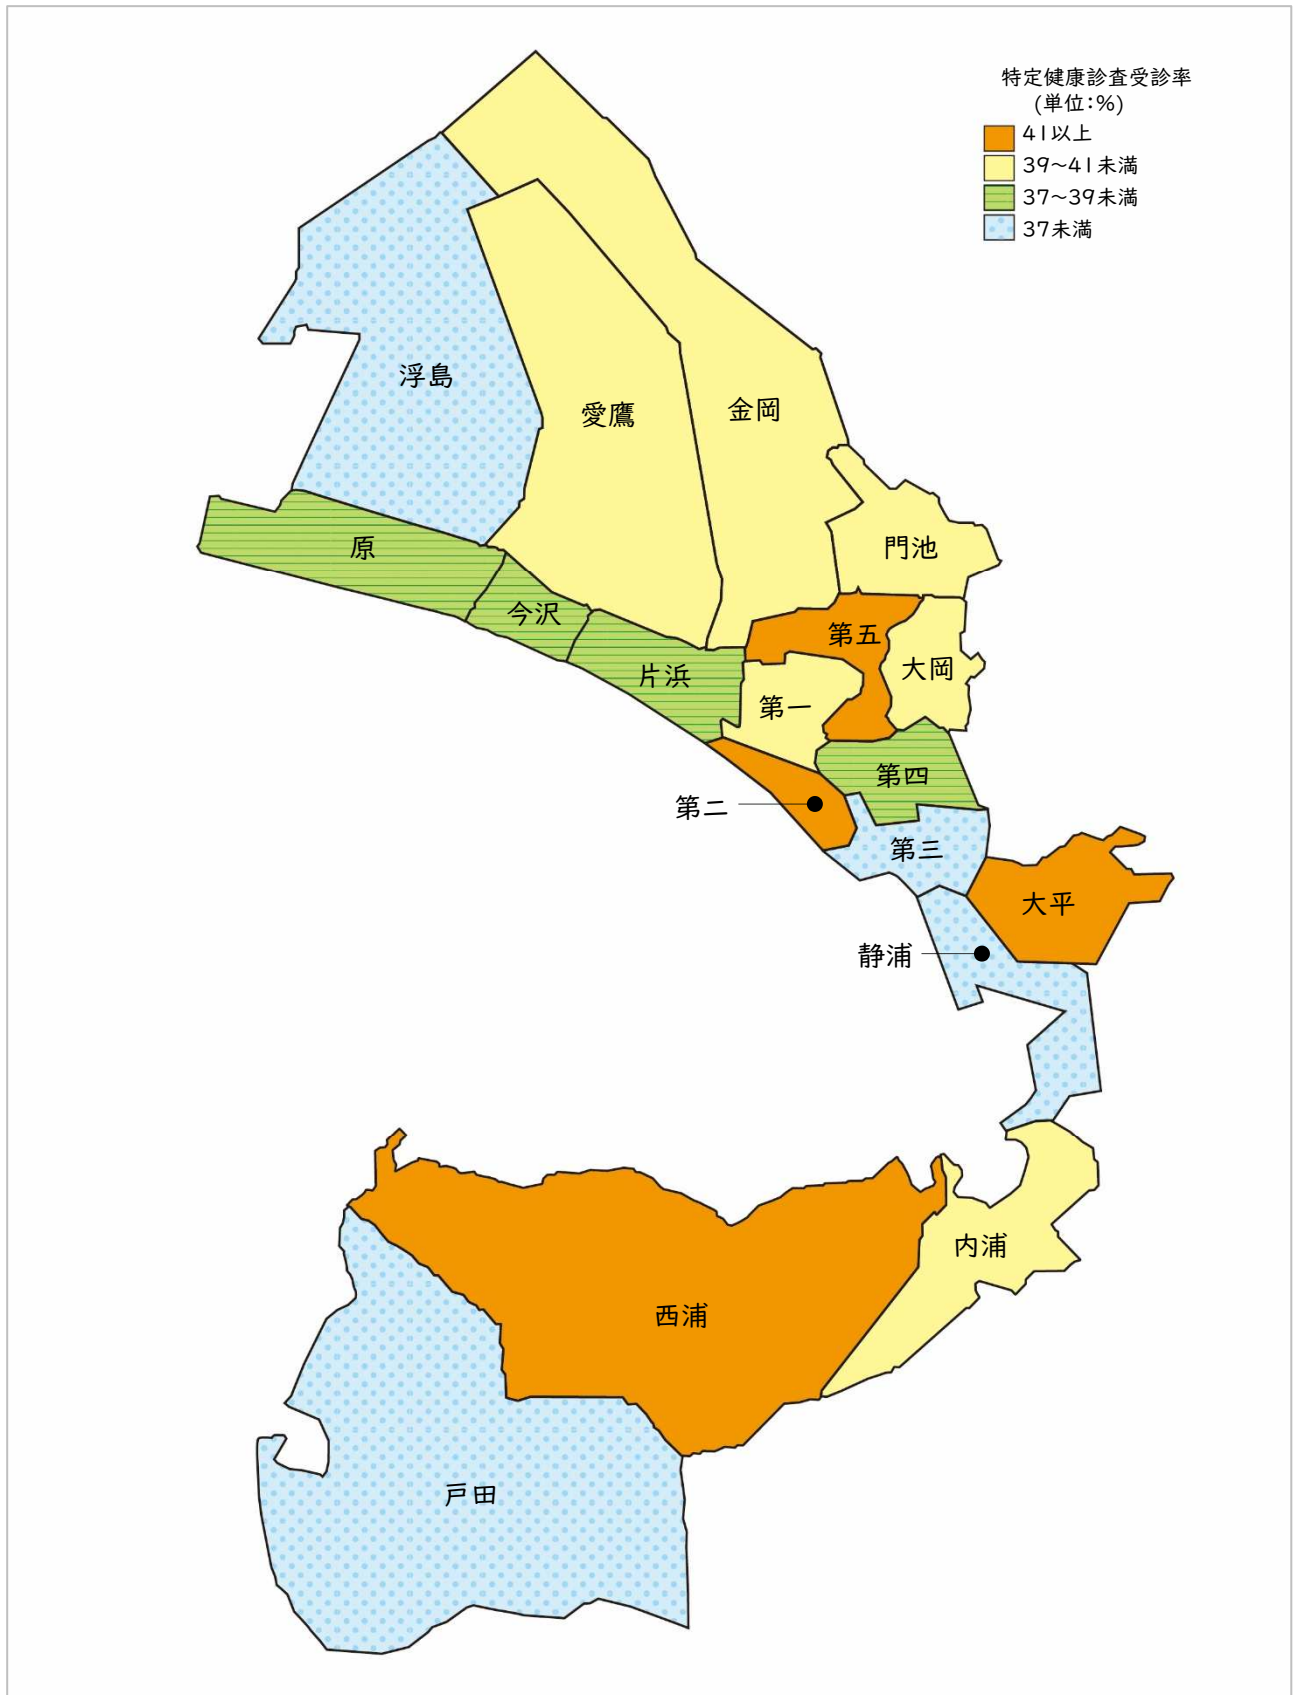 特定健康診査受診率
(単位:%)
41以上
39～41未満
37～39未満
37未満
浮島
愛鷹
金岡
門池
原
今沢
片浜
第五
大岡
第一
第四
第二
第三
大平
静浦
内浦
西浦
戸田